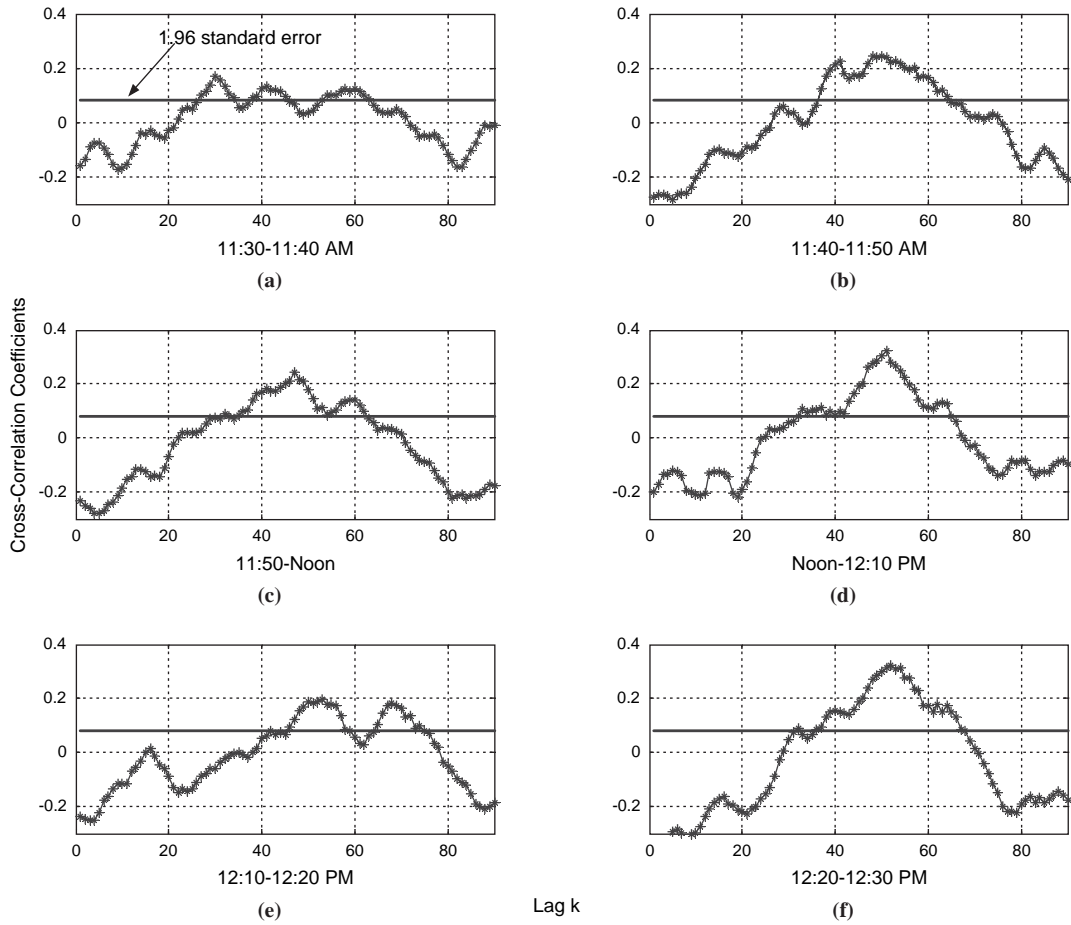 0.4
1.96 standard error
0.2
0
-0.2
0 20 40 60 80
11:30-11:40 AM
(a)
0.4
0.2
0
-0.2
0 20 40 60 80
11:40-11:50 AM
(b)
Cross-Correlation Coefficients
0.4
0.2
0
-0.2
0 20 40 60 80
11:50-Noon
(c)
0.4
0.2
0
-0.2
0 20 40 60 80
Noon-12:10 PM
(d)
0.4
0.2
0
-0.2
0 20 40 60 80
12:10-12:20 PM
(e)
0.4
0.2
0
-0.2
0 20 40 60 80
12:20-12:30 PM
(f)
Lag k